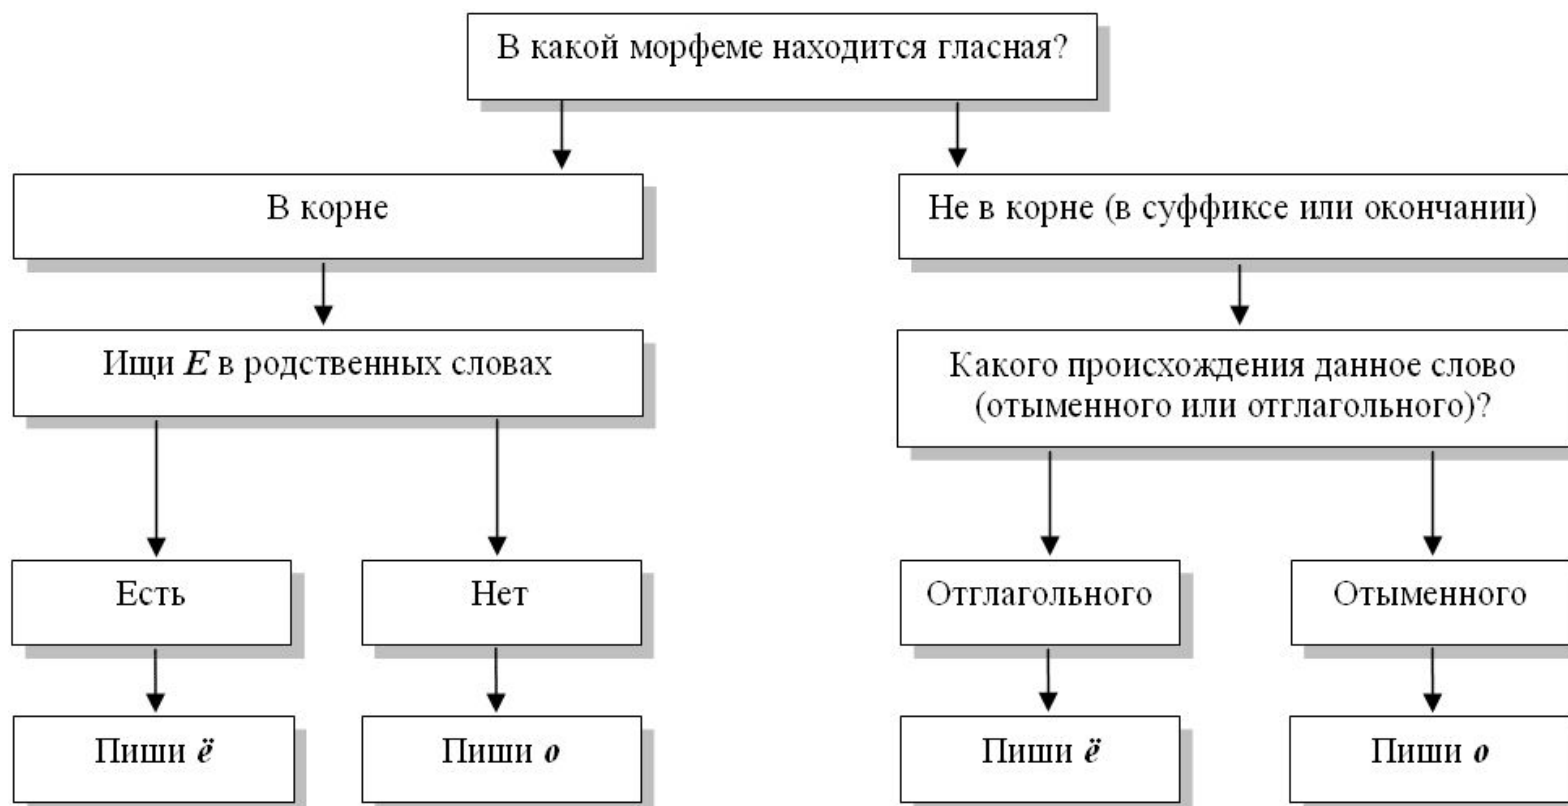 В какой морфеме находится гласная?
В корне
Не в корне (в суффиксе или окончании)
Ищи Е в родственных словах
Какого происхождения данное слово
(отыменного или отглагольного)?
Есть
Нет
Отглагольного
Отыменного
Пиши ё
Пиши о
Пиши ё
Пиши о